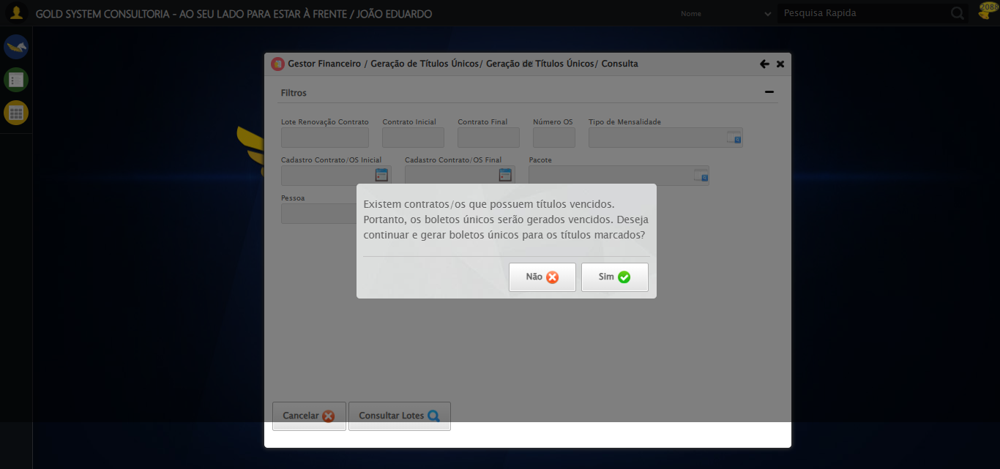 GOLD SYSTEM CONSULTORIA - AO SEU LADO PARA ESTAR À FRENTE / JOÃO EDUARDO
Nome
Pesquisa Rapida
2088
Gestor Financeiro / Geração de Títulos Únicos/ Geração de Títulos Únicos/ Consulta
Filtros
Lote Renovação Contrato Contrato Inicial Contrato Final Número OS Tipo de Mensalidade
Cadastro Contrato/OS Inicial Cadastro Contrato/OS Final Pacote
Pessoa
Existem contratos/os que possuem títulos vencidos.
Portanto, os boletos únicos serão gerados vencidos. Deseja
continuar e gerar boletos únicos para os títulos marcados?
Não Sim
Cancelar Consultar Lotes